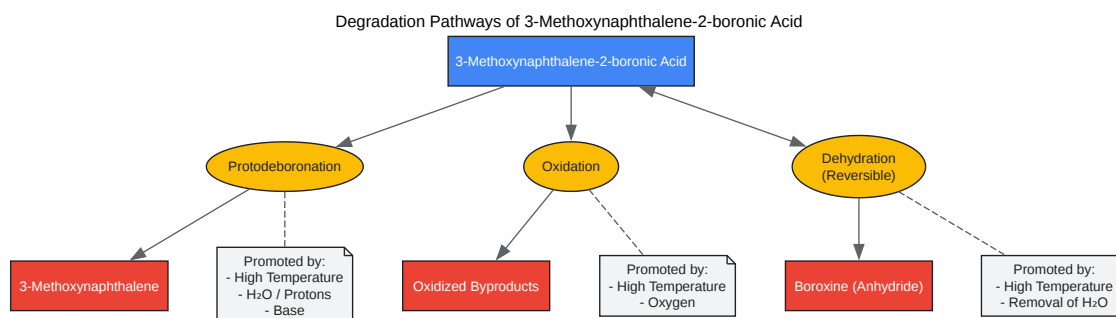 Degradation Pathways of 3-Methoxynaphthalene-2-boronic Acid
3-Methoxynaphthalene-2-boronic Acid
Protodeboronation
Oxidation
Dehydration
(Reversible)
3-Methoxynaphthalene
Promoted by:
- High Temperature
- H₂O / Protons
- Base
Oxidized Byproducts
Promoted by:
- High Temperature
- Oxygen
Boroxine (Anhydride)
Promoted by:
- High Temperature
- Removal of H₂O